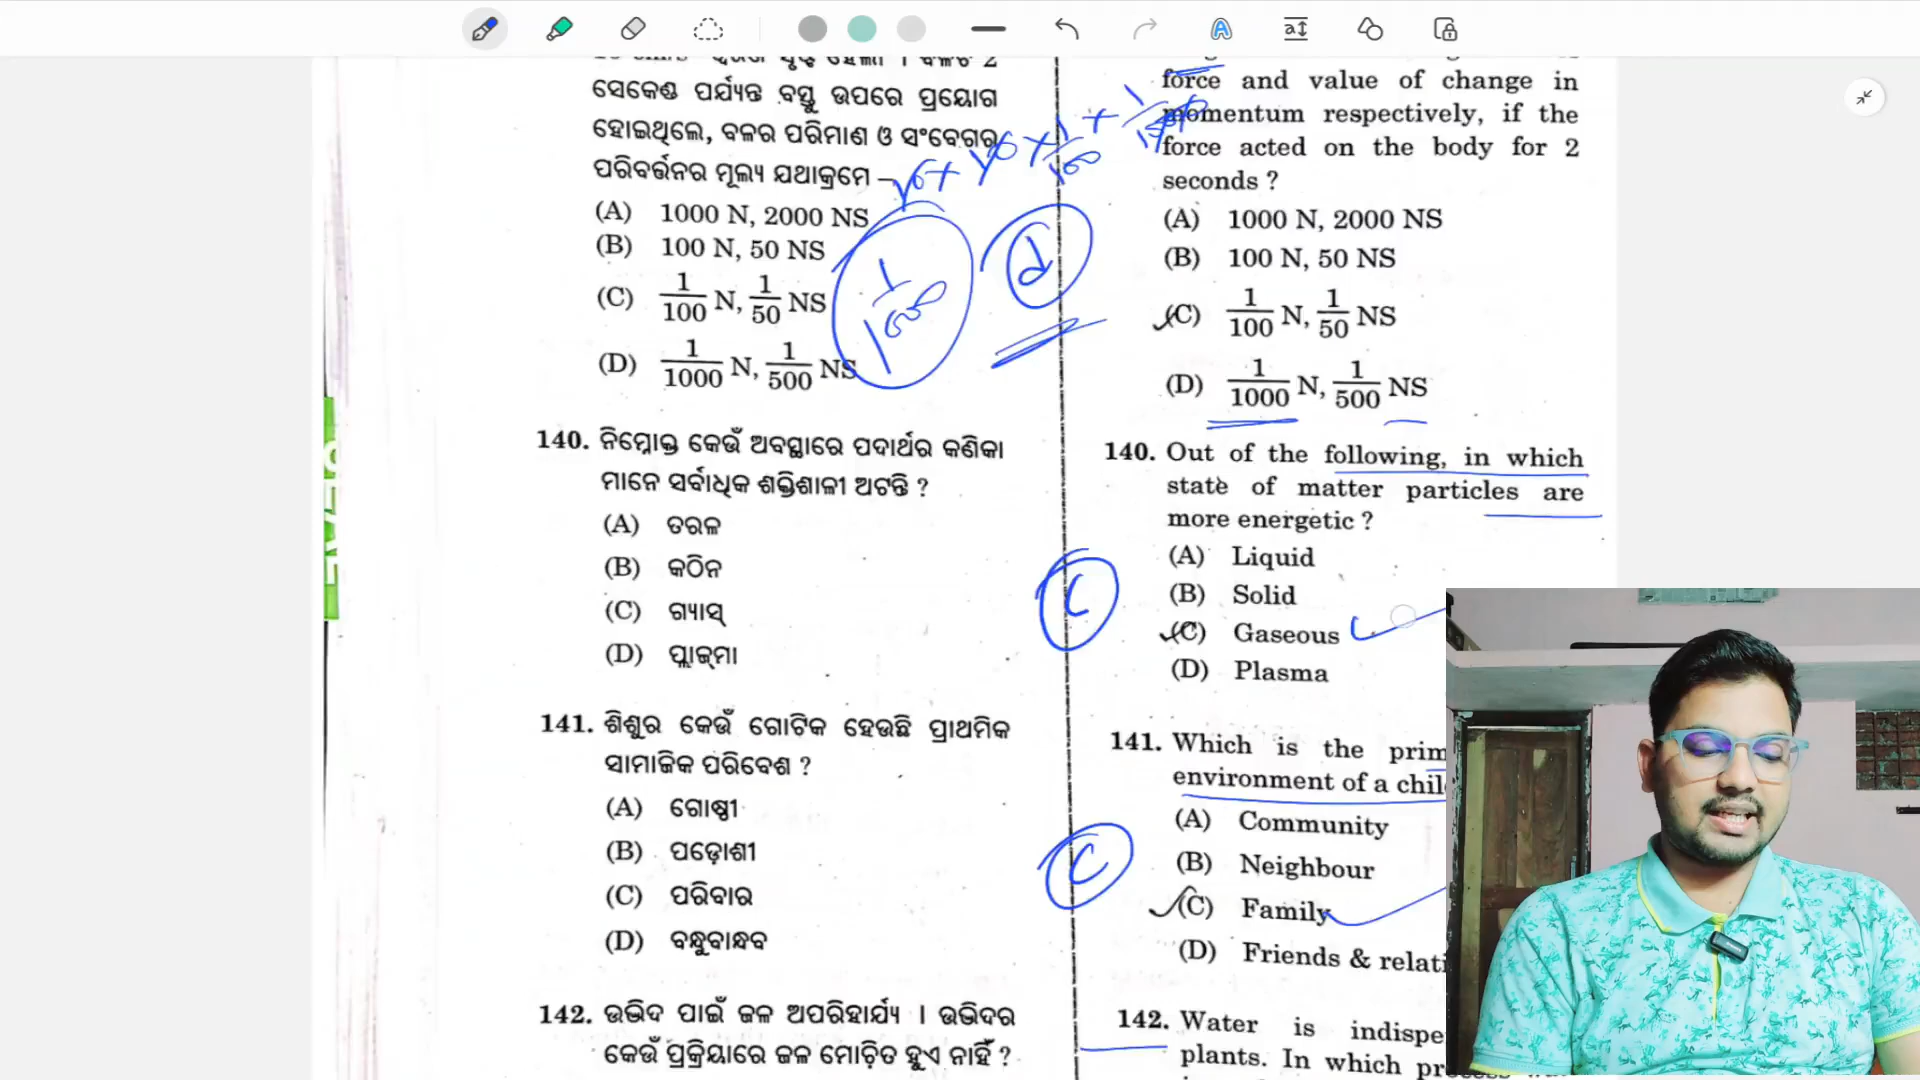 ସେକେଣ୍ଡ ପର୍ଯ୍ୟନ୍ତ ବସ୍ତୁ ଉପରେ ପ୍ରୟୋଗ
ହୋଇଥିଲେ, ବଳର ପରିମାଣ ଓ ସଂବେଗର
ପରିବର୍ତ୍ତନର ମୂଲ୍ୟ ଯଥାକ୍ରମେ –
(A) 1000 N, 2000 NS
(B) 100 N, 50 NS
(C) 1/100 N, 1/50 NS
(D) 1/1000 N, 1/500 NS
140. ନିମ୍ନୋକ୍ତ କେଉଁ ଅବସ୍ଥାରେ ପଦାର୍ଥର କଣିକା
ମାନେ ସର୍ବାଧିକ ଶକ୍ତିଶାଳୀ ଅଟନ୍ତି ?
(A) ତରଳ
(B) କଠିନ
(C) ଗ୍ୟାସ୍
(D) ପ୍ଲାଜ୍ମା
141. ଶିଶୁର କେଉଁ ଗୋଟିକ ହେଉଛି ପ୍ରାଥମିକ
ସାମାଜିକ ପରିବେଶ ?
(A) ଗୋଷ୍ଠୀ
(B) ପଡ଼ୋଶୀ
(C) ପରିବାର
(D) ବନ୍ଧୁବାନ୍ଧବ
142. ଉଦ୍ଭିଦ ପାଇଁ ଜଳ ଅପରିହାର୍ଯ୍ୟ । ଉଦ୍ଭିଦର
କେଉଁ ପ୍ରକ୍ରିୟାରେ ଜଳ ମୋଚିତ ହୁଏ ନାହିଁ ?
force and value of change in
momentum respectively, if the
force acted on the body for 2
seconds ?
(A) 1000 N, 2000 NS
(B) 100 N, 50 NS
(C) 1/100 N, 1/50 NS
(D) 1/1000 N, 1/500 NS
140. Out of the following, in which
state of matter particles are
more energetic ?
(A) Liquid
(B) Solid
(C) Gaseous
(D) Plasma
141. Which is the prim
environment of a chil
(A) Community
(B) Neighbour
(C) Family
(D) Friends & relati
142. Water is indispe
plants. In which pr
d
C
C